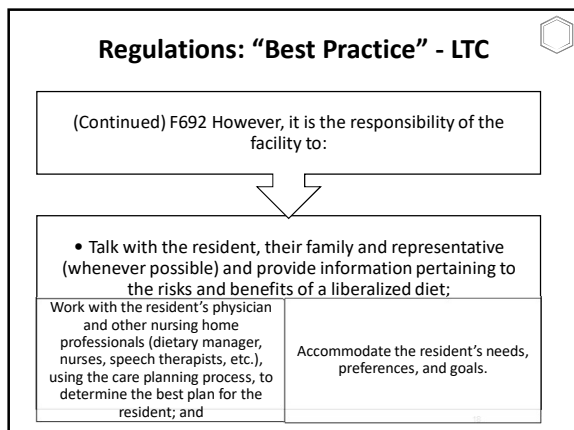 Regulations: “Best Practice” - LTC
(Continued) F692 However, it is the responsibility of the
facility to:
• Talk with the resident, their family and representative
(whenever possible) and provide information pertaining to
the risks and benefits of a liberalized diet;
Work with the resident’s physician
and other nursing home
professionals (dietary manager,
nurses, speech therapists, etc.),
using the care planning process, to
determine the best plan for the
resident; and
Accommodate the resident’s needs,
preferences, and goals.
18